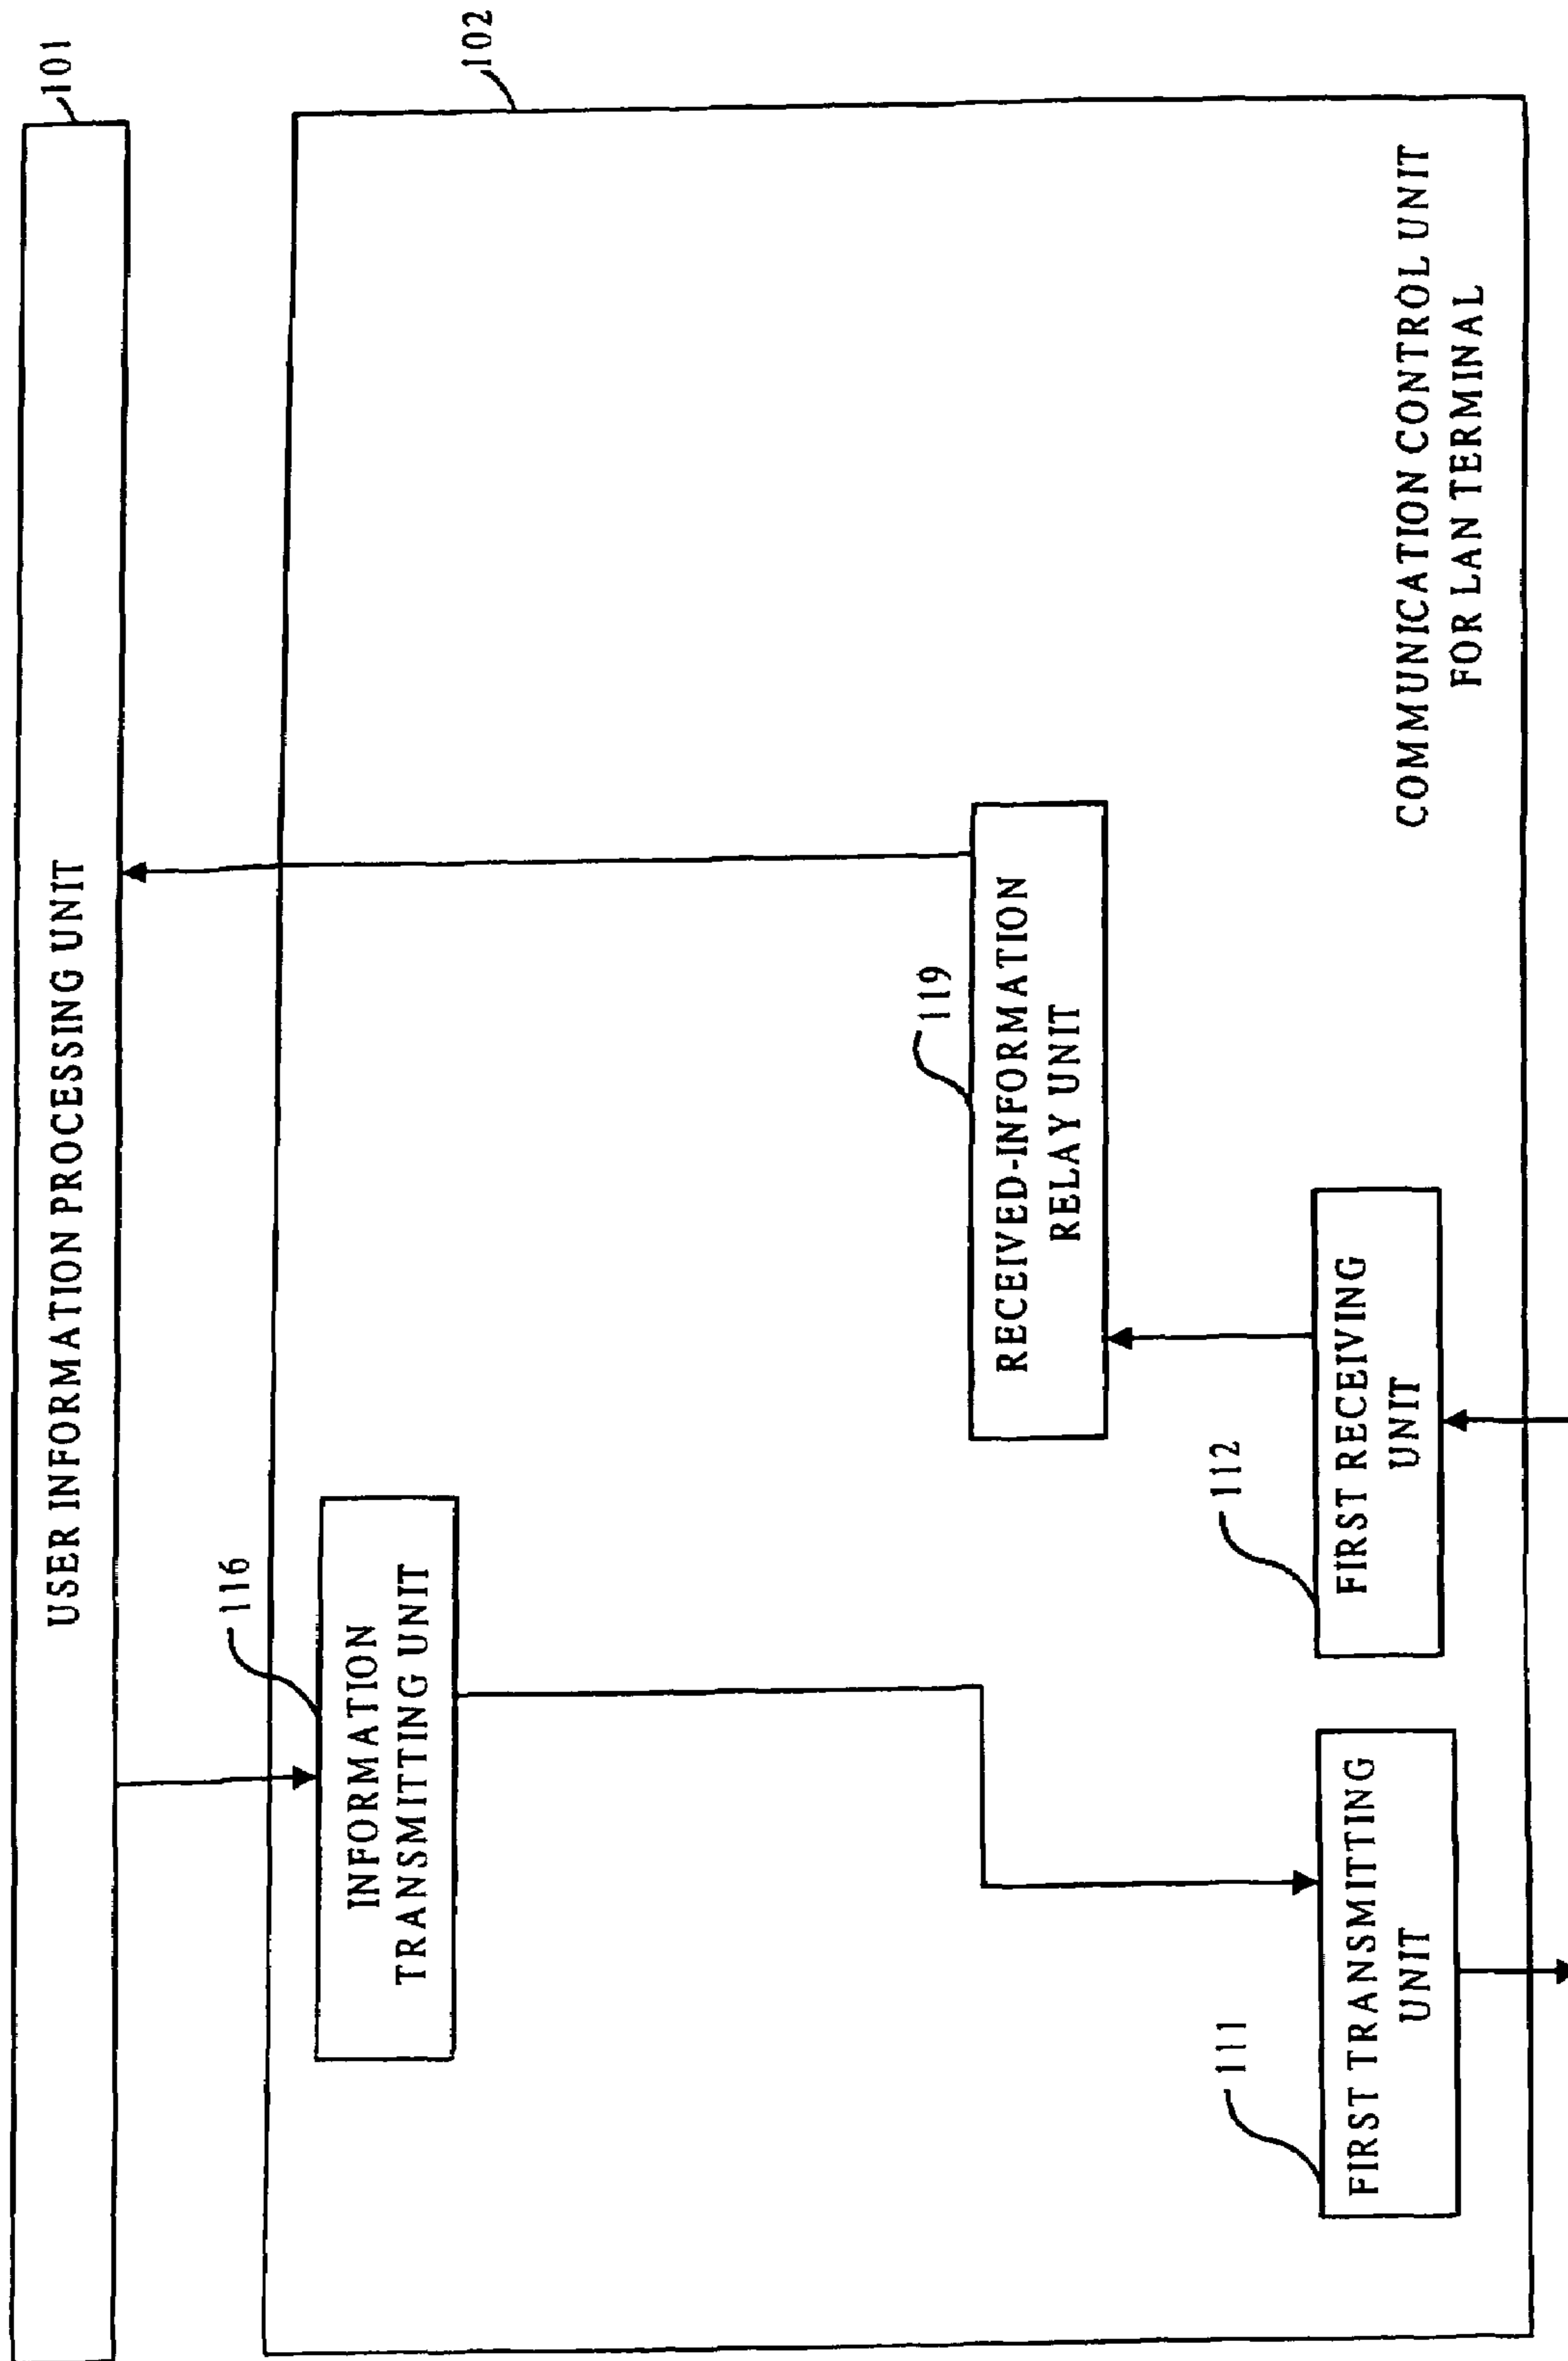 101
USER INFORMATION PROCESSING UNIT
102
116
INFORMATION
TRANSMITTING UNIT
119
RECEIVED-INFORMATION
RELAY UNIT
111
FIRST TRANSMITTING
UNIT
112
FIRST RECEIVING
UNIT
COMMUNICATION CONTROL UNIT
FOR LAN TERMINAL